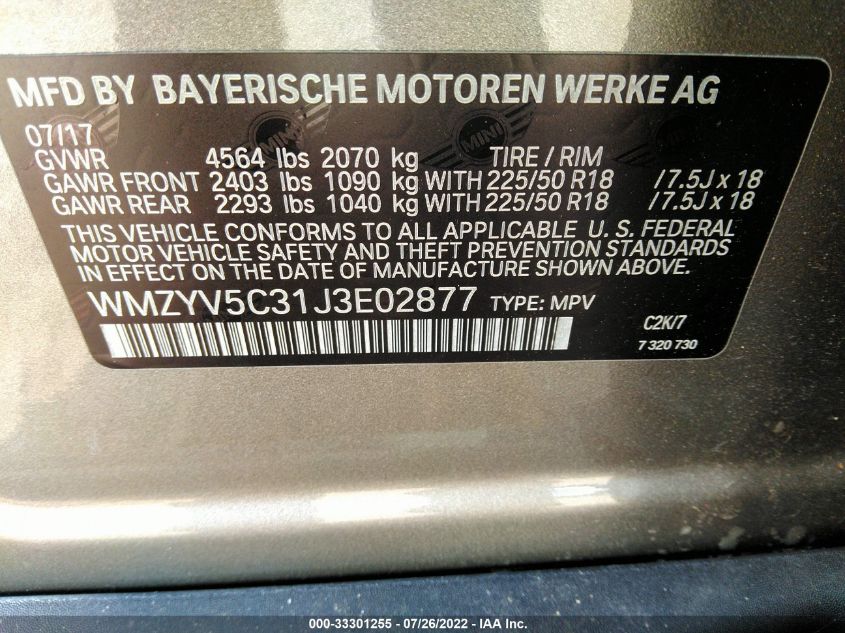 MFD BY BAYERISCHE MOTOREN WERKE AG
07/17
GVWR 4564 lbs 2070 kg TIRE / RIM
GAWR FRONT 2403 lbs 1090 kg WITH 225/50 R18 / 7.5J x 18
GAWR REAR 2293 lbs 1040 kg WITH 225/50 R18 / 7.5J x 18
THIS VEHICLE CONFORMS TO ALL APPLICABLE U. S. FEDERAL
MOTOR VEHICLE SAFETY AND THEFT PREVENTION STANDARDS
IN EFFECT ON THE DATE OF MANUFACTURE SHOWN ABOVE.
WMZYV5C31J3E02877 TYPE: MPV
C2K/7
7 320 730
MINI
000-33301255 - 07/26/2022 - IAA Inc.